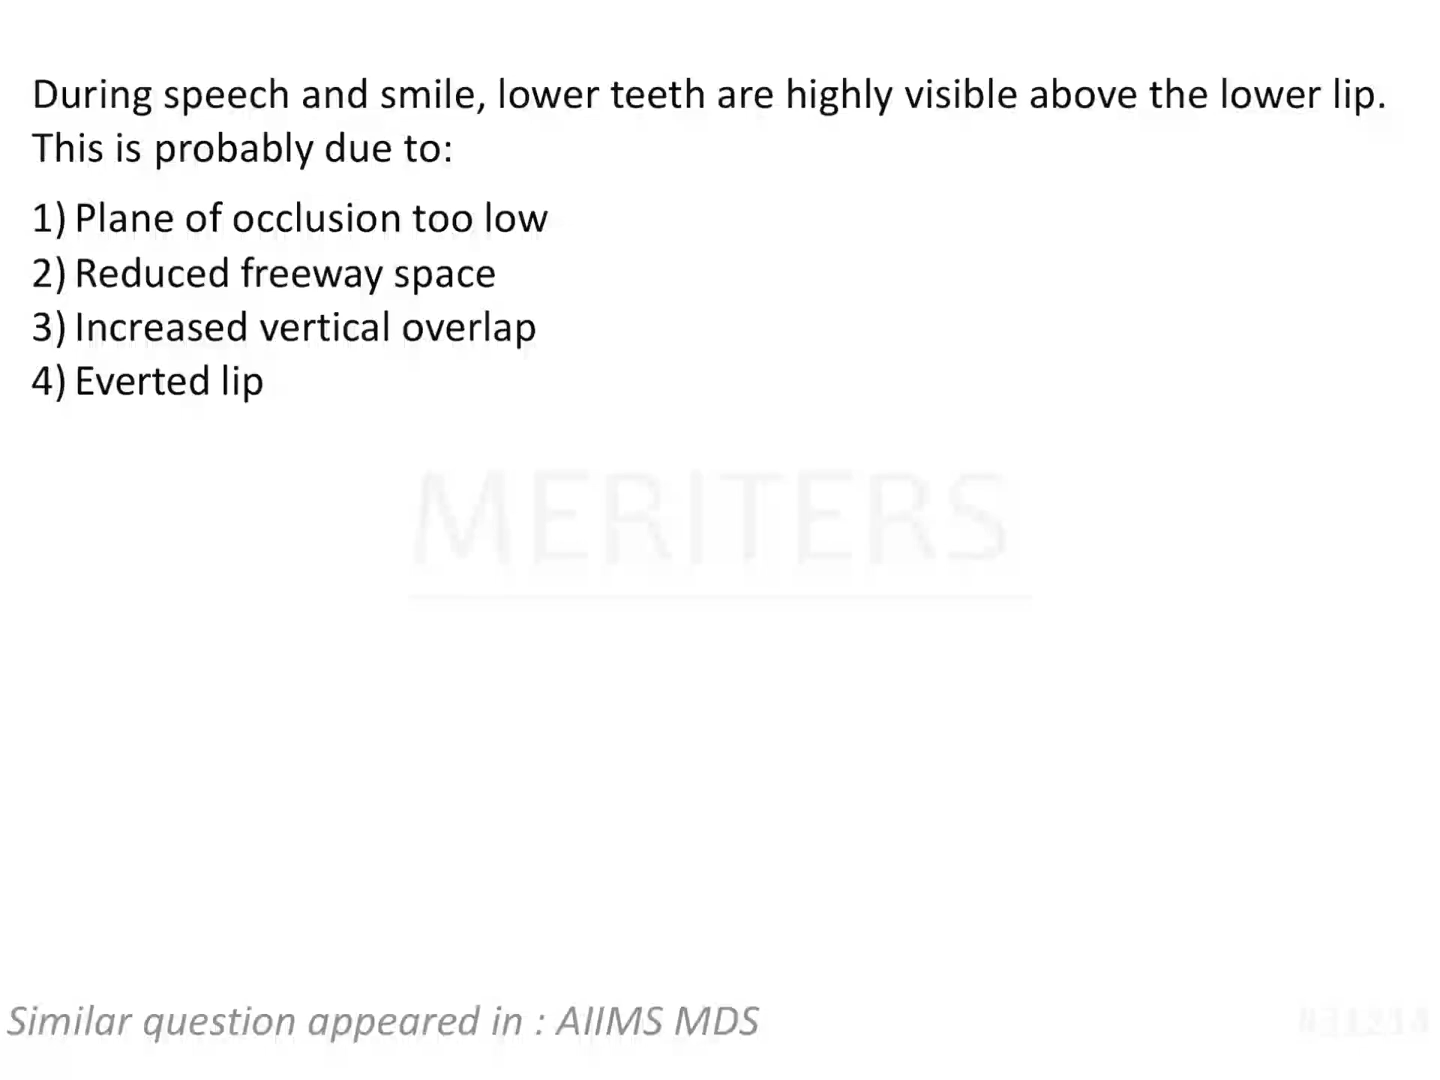 During speech and smile, lower teeth are highly visible above the lower lip.
This is probably due to:
1) Plane of occlusion too low
2) Reduced freeway space
3) Increased vertical overlap
4) Everted lip
MERITERS
Similar question appeared in : AIIMS MDS